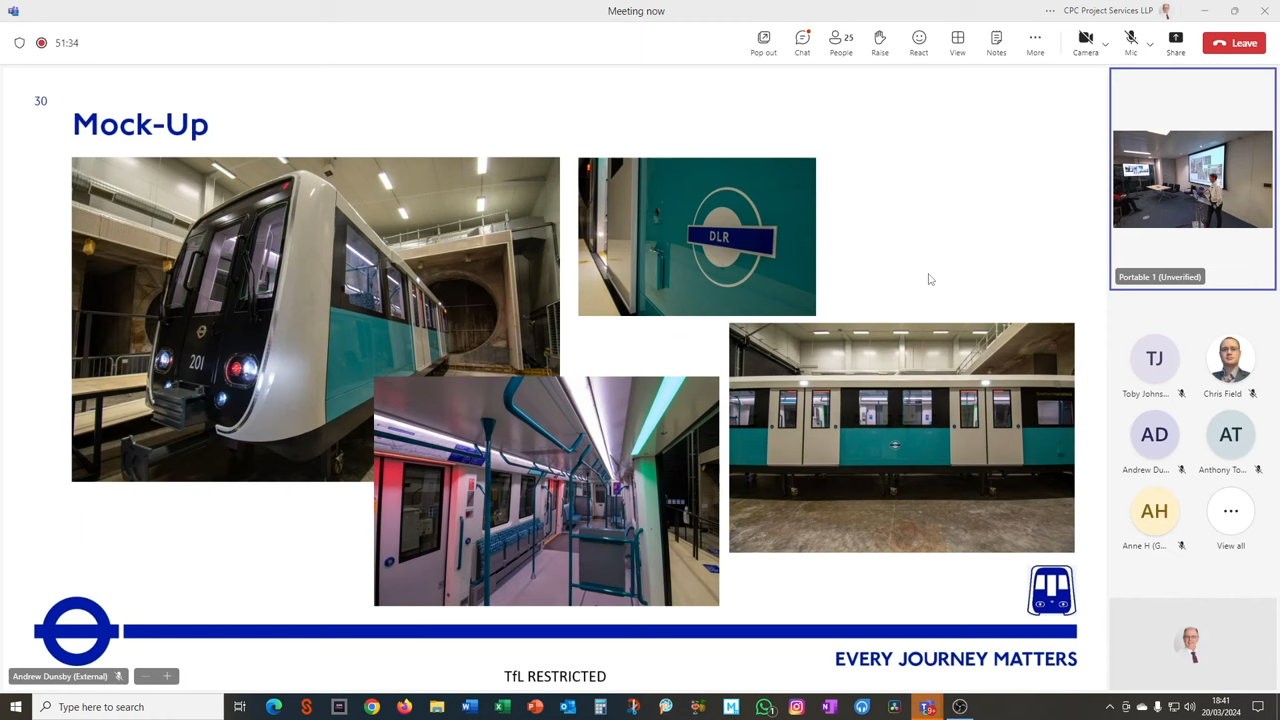 Meeting now
CPC Project Services LLP
51:34
Pop out
Chat
25
People
Raise
React
View
Notes
More
Camera
Mic
Share
Leave
30
Mock-Up
201
DLR
Portable 1 (Unverified)
TJ
Toby Johns...
Chris Field
AD
Andrew Du...
AT
Anthony To...
AH
Anne H (G...
View all
EVERY JOURNEY MATTERS
Andrew Dunsby (External)
TfL RESTRICTED
Type here to search
18:41
20/03/2024